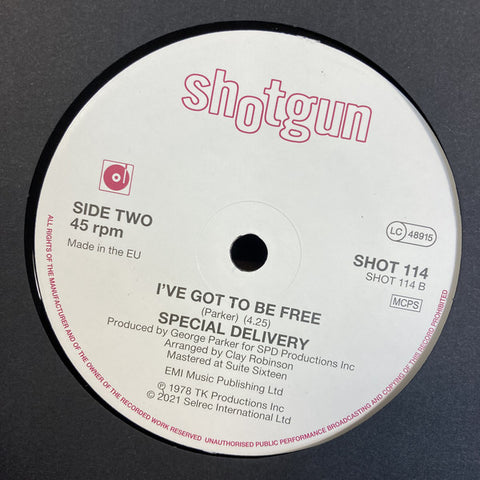 shotgun
SIDE TWO
45 rpm
Made in the EU
LC 48915
SHOT 114
SHOT 114 B
MCPS
I'VE GOT TO BE FREE
(Parker) (4.25)
SPECIAL DELIVERY
Produced by George Parker for SPD Productions Inc
Arranged by Clay Robinson
Mastered at Suite Sixteen
EMI Music Publishing Ltd
℗ 1978 TK Productions Inc
© 2021 Selrec International Ltd
ALL RIGHTS OF THE MANUFACTURER AND OF THE OWNER OF THE RECORDED WORK RESERVED UNAUTHORISED PUBLIC PERFORMANCE BROADCASTING AND COPYING OF THIS RECORD PROHIBITED